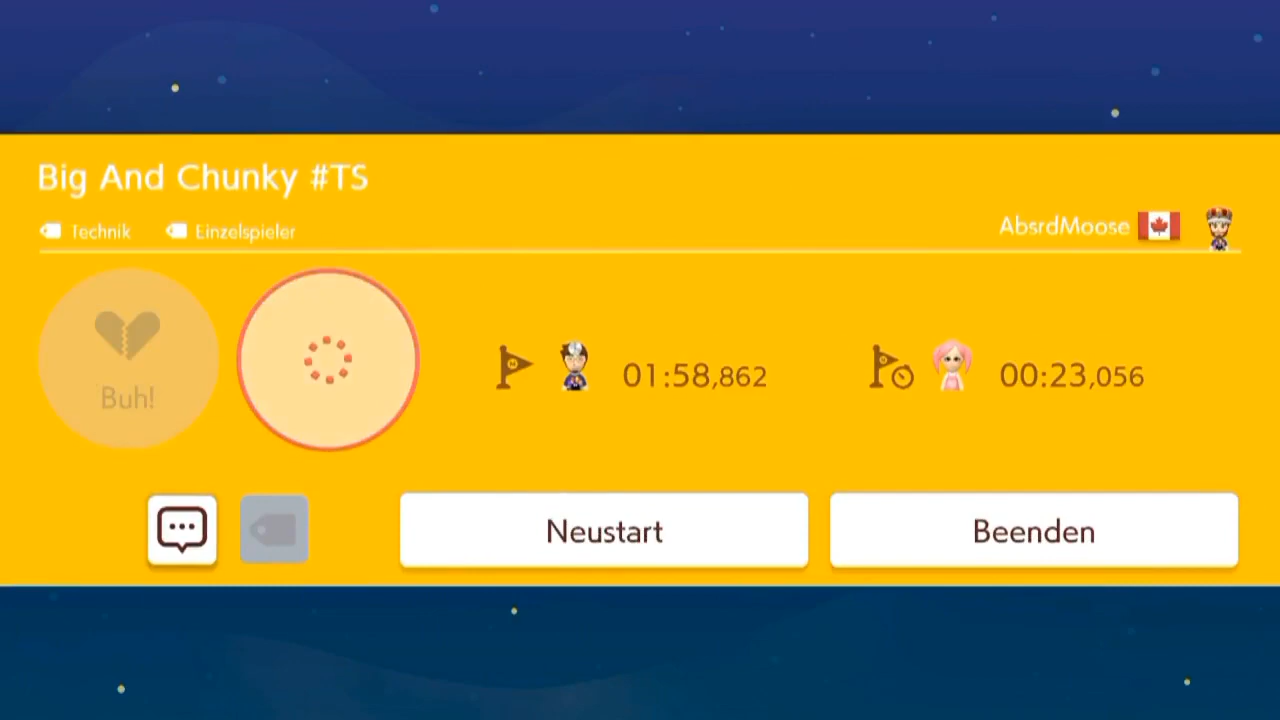 Big And Chunky #TS
Technik
Einzelspieler
AbsrdMoose
Buh!
01:58,862
00:23,056
Neustart
Beenden